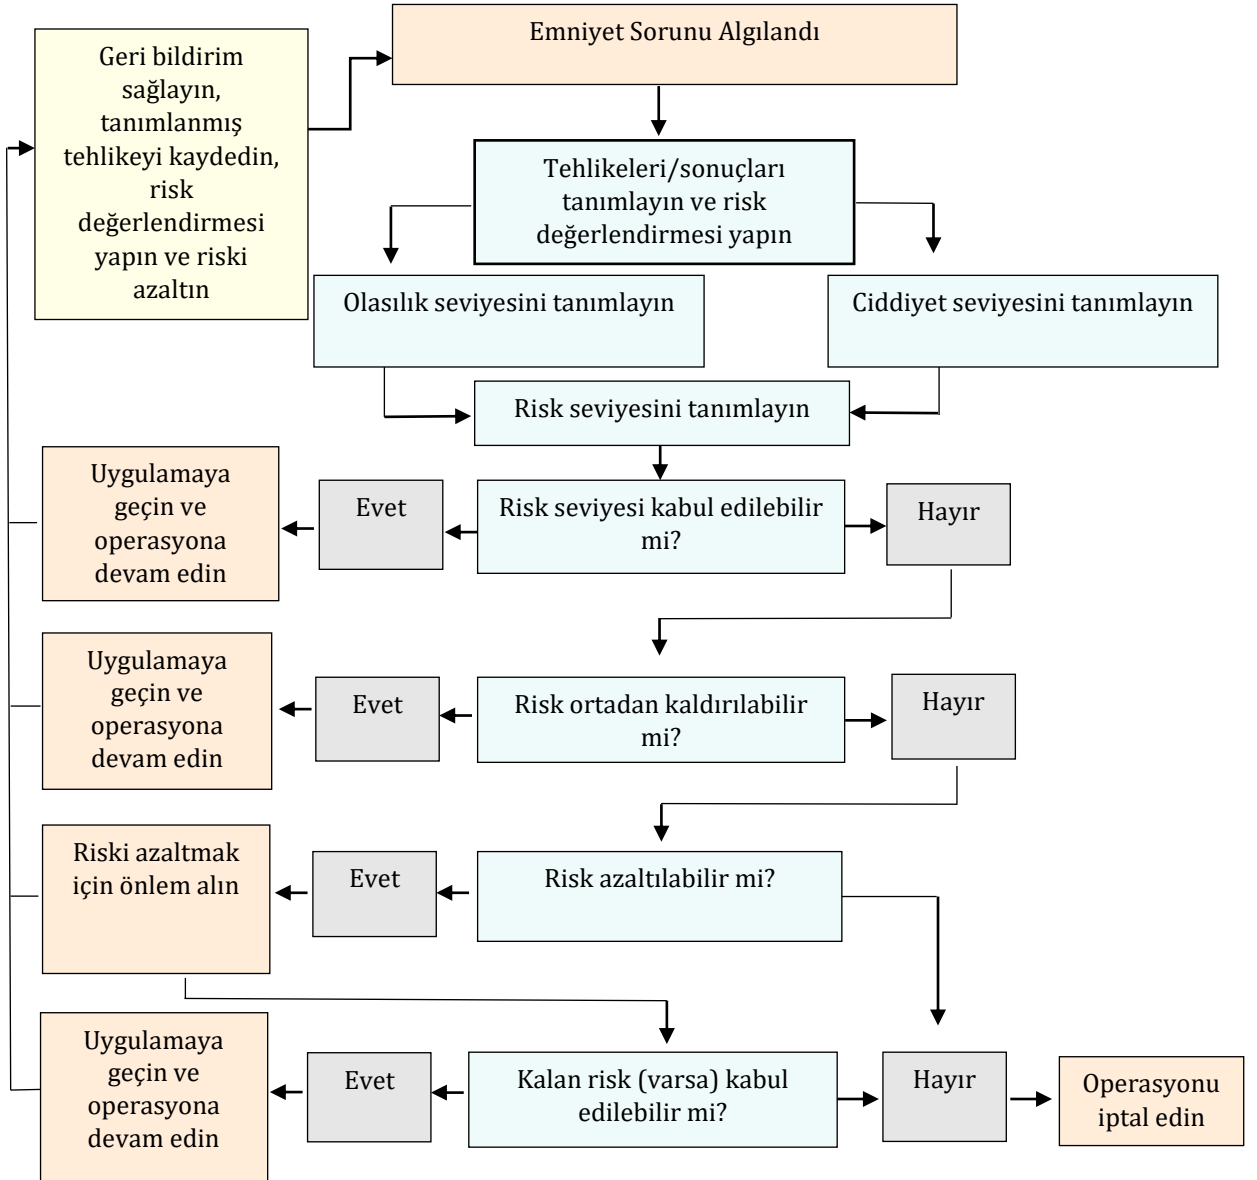 Emniyet Sorunu Algılandı
Geri bildirim
sağlayın,
tanımlanmış
tehlikeyi kaydedin,
risk
değerlendirmesi
yapın ve riski
azaltın
Tehlikeleri/sonuçları
tanımlayın ve risk
değerlendirmesi yapın
Olasılık seviyesini tanımlayın
Ciddiyet seviyesini tanımlayın
Risk seviyesini tanımlayın
Uygulamaya
geçin ve
operasyona
devam edin
Evet
Risk seviyesi kabul edilebilir
mi?
Hayır
Uygulamaya
geçin ve
operasyona
devam edin
Evet
Risk ortadan kaldırılabilir
mi?
Hayır
Riski azaltmak
için önlem alın
Evet
Risk azaltılabilir mi?
Uygulamaya
geçin ve
operasyona
devam edin
Evet
Kalan risk (varsa) kabul
edilebilir mi?
Hayır
Operasyonu
iptal edin